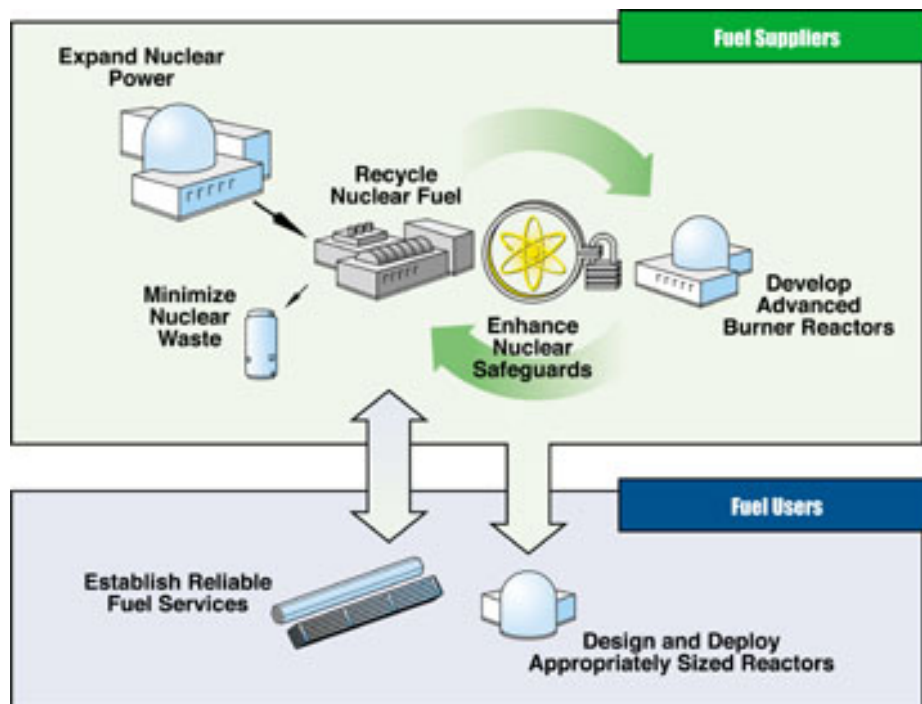 Fuel Suppliers
Expand Nuclear
Power
Recycle
Nuclear Fuel
Minimize
Nuclear
Waste
Enhance
Nuclear
Safeguards
Develop
Advanced
Burner Reactors
Fuel Users
Establish Reliable
Fuel Services
Design and Deploy
Appropriately Sized Reactors